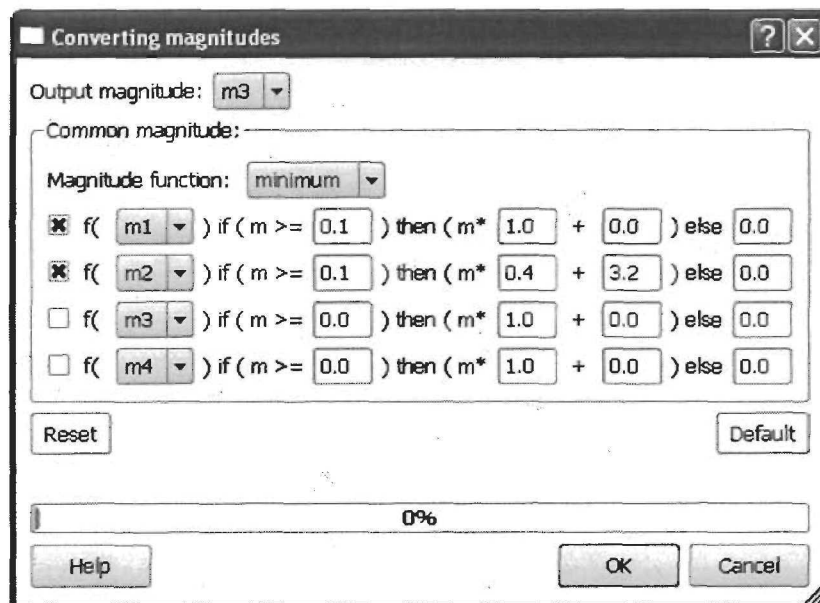 Converting magnitudes
Output magnitude: m3
Common magnitude:
Magnitude function: minimum
f( m1 ) if ( m >= 0.1 ) then ( m* 1.0 + 0.0 ) else 0.0
f( m2 ) if ( m >= 0.1 ) then ( m* 0.4 + 3.2 ) else 0.0
f( m3 ) if ( m >= 0.0 ) then ( m* 1.0 + 0.0 ) else 0.0
f( m4 ) if ( m >= 0.0 ) then ( m* 1.0 + 0.0 ) else 0.0
Reset Default
0%
Help OK Cancel